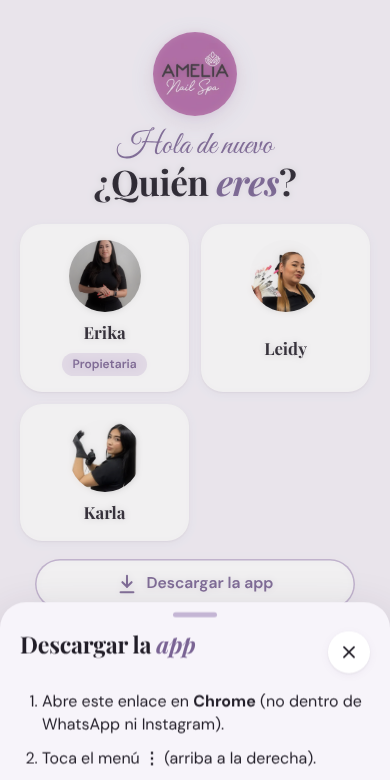 AMELIA
Nail Spa
Hola de nuevo
¿Quién eres?
Erika
Propietaria
Leidy
Karla
Descargar la app
Descargar la app
1. Abre este enlace en Chrome (no dentro de
WhatsApp ni Instagram).
2. Toca el menú ⋮ (arriba a la derecha).